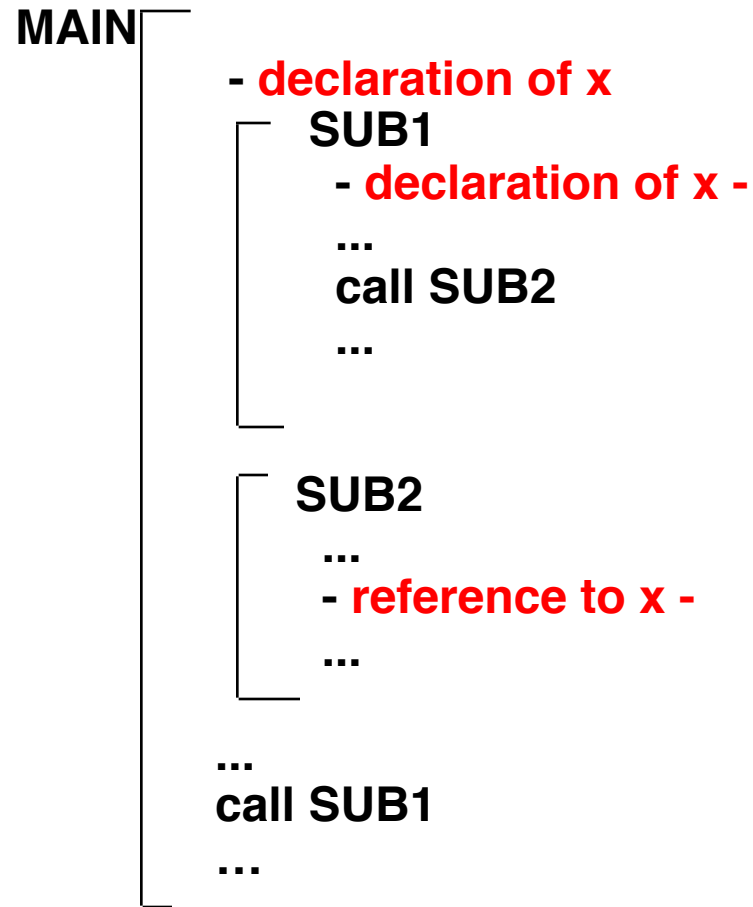 MAIN
- declaration of x
SUB1
- declaration of x -
...
call SUB2
...
SUB2
...
- reference to x -
...
...
call SUB1
…